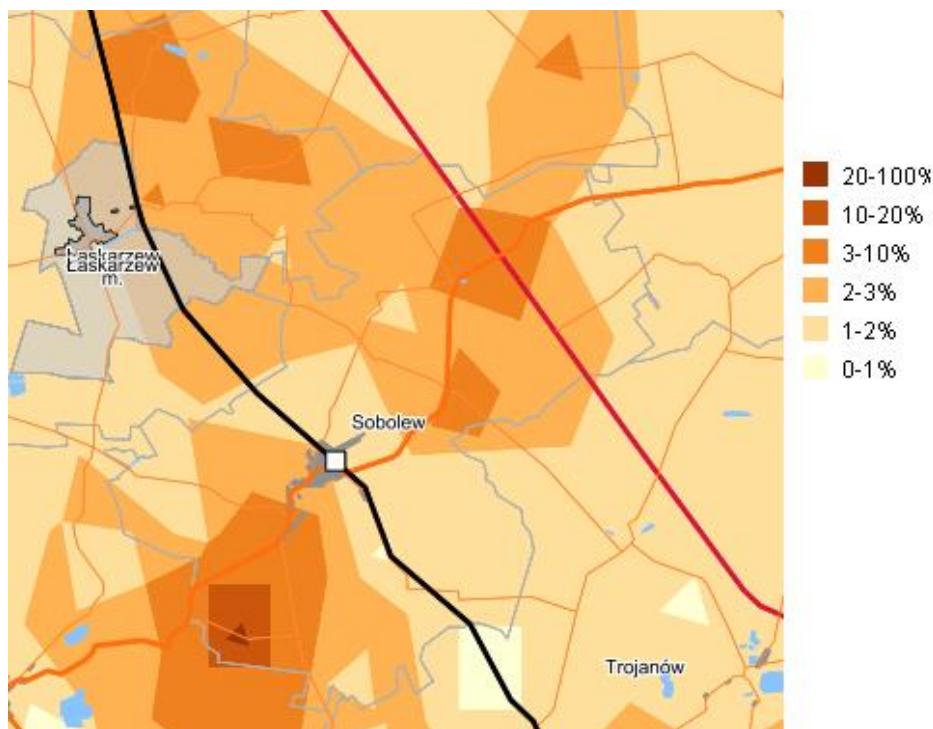 20-100%
10-20%
3-10%
2-3%
1-2%
0-1%
Łaskarzew
Łaskarzew
m.
Sobolew
Trojanów